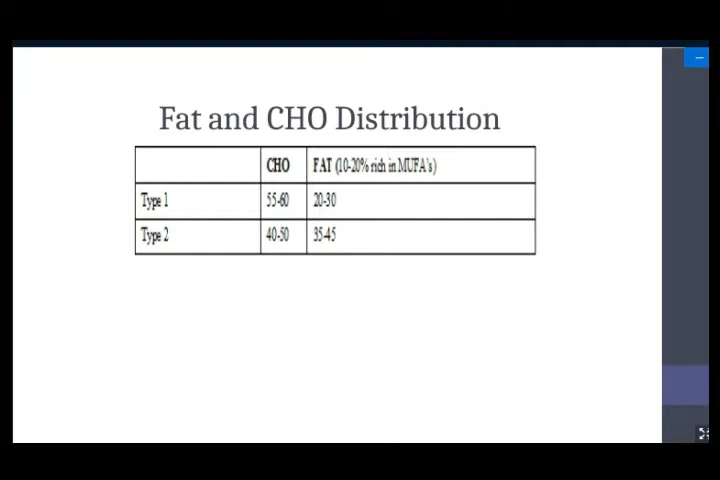 Fat and CHO Distribution
CHO FAT (10-20% rich in MUFA's)
Type 1 55-60 20-30
Type 2 40-50 35-45